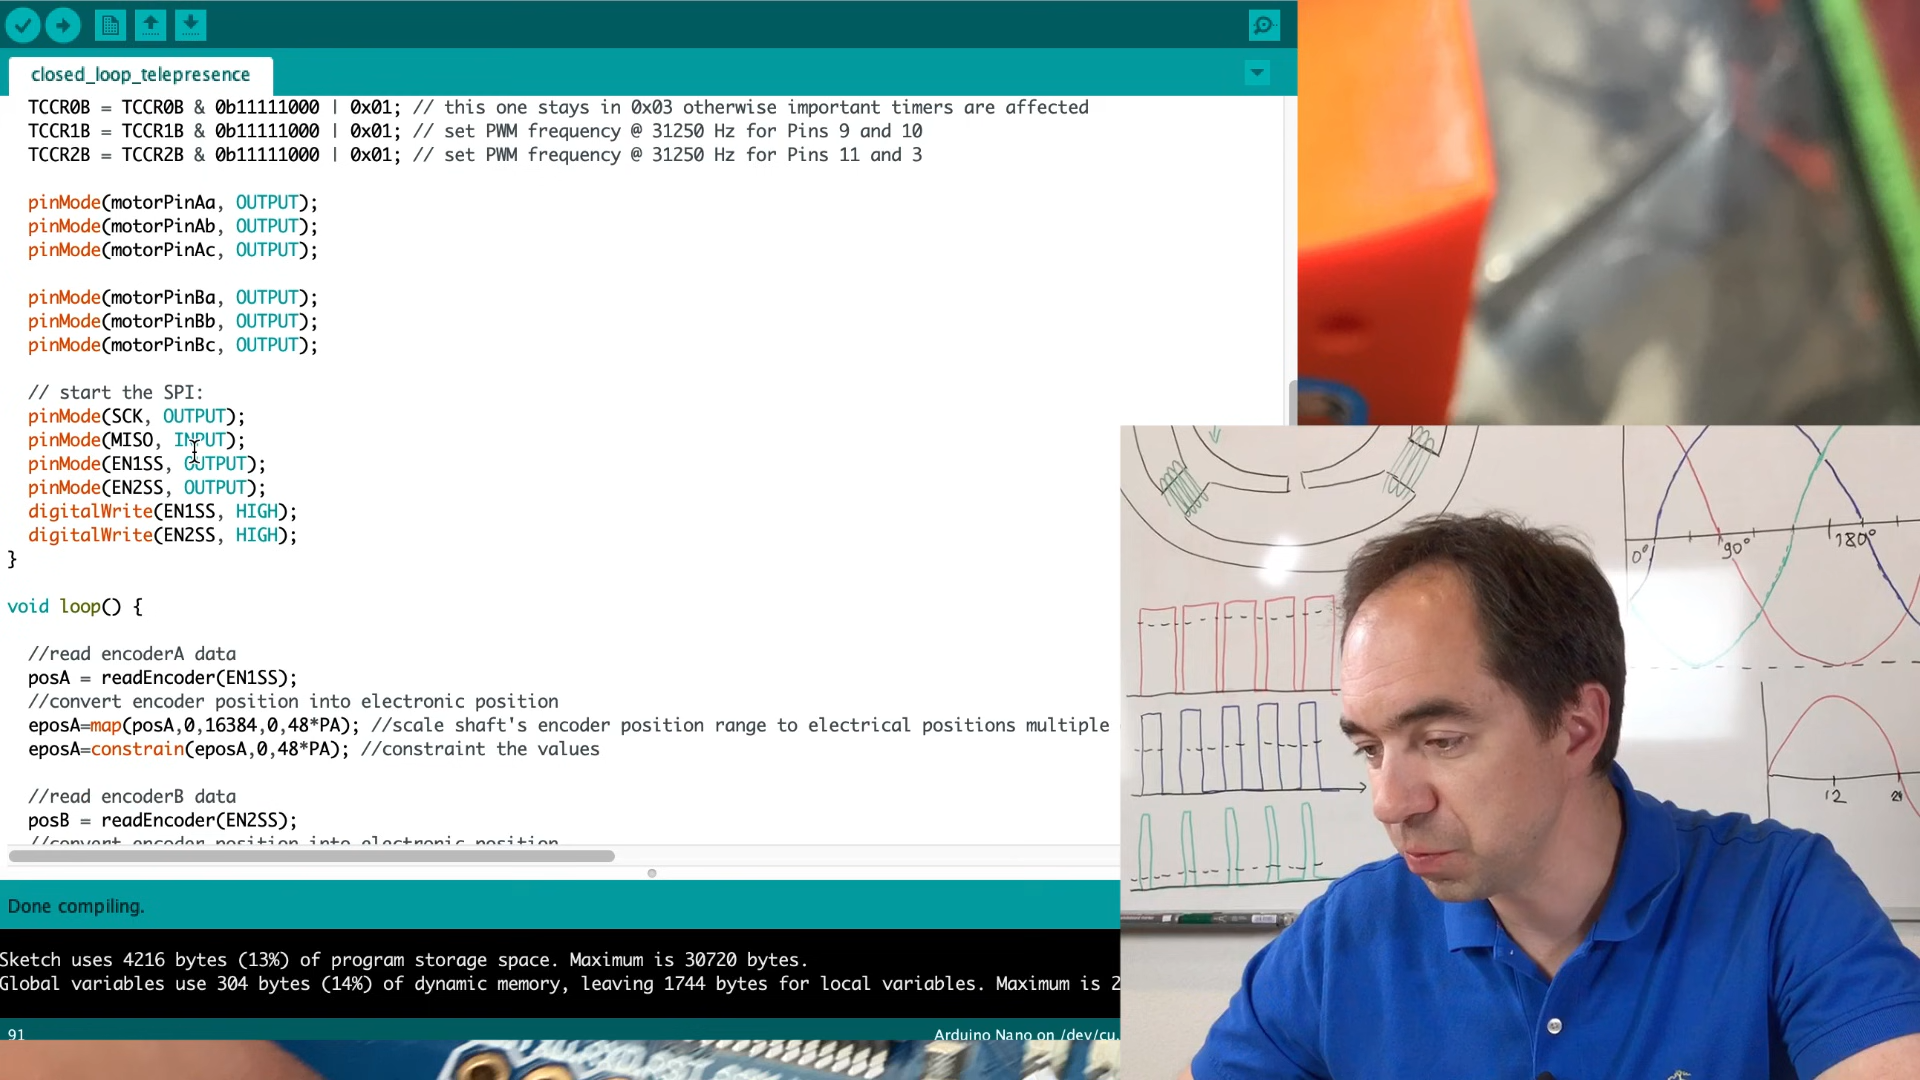 closed_loop_telepresence
TCCR0B = TCCR0B & 0b11111000 | 0x01; // this one stays in 0x03 otherwise important timers are affected
TCCR1B = TCCR1B & 0b11111000 | 0x01; // set PWM frequency @ 31250 Hz for Pins 9 and 10
TCCR2B = TCCR2B & 0b11111000 | 0x01; // set PWM frequency @ 31250 Hz for Pins 11 and 3
pinMode(motorPinAa, OUTPUT);
pinMode(motorPinAb, OUTPUT);
pinMode(motorPinAc, OUTPUT);
pinMode(motorPinBa, OUTPUT);
pinMode(motorPinBb, OUTPUT);
pinMode(motorPinBc, OUTPUT);
// start the SPI:
pinMode(SCK, OUTPUT);
pinMode(MISO, INPUT);
pinMode(EN1SS, OUTPUT);
pinMode(EN2SS, OUTPUT);
digitalWrite(EN1SS, HIGH);
digitalWrite(EN2SS, HIGH);
}
void loop() {
//read encoderA data
posA = readEncoder(EN1SS);
//convert encoder position into electronic position
eposA=map(posA,0,16384,0,48*PA); //scale shaft's encoder position range to electrical positions multiple
eposA=constrain(eposA,0,48*PA); //constraint the values
//read encoderB data
posB = readEncoder(EN2SS);
//convert encoder position into electronic position
Done compiling.
Sketch uses 4216 bytes (13%) of program storage space. Maximum is 30720 bytes.
Global variables use 304 bytes (14%) of dynamic memory, leaving 1744 bytes for local variables. Maximum is 2
91
Arduino Nano on /dev/cu.
0°
90°
180°
12